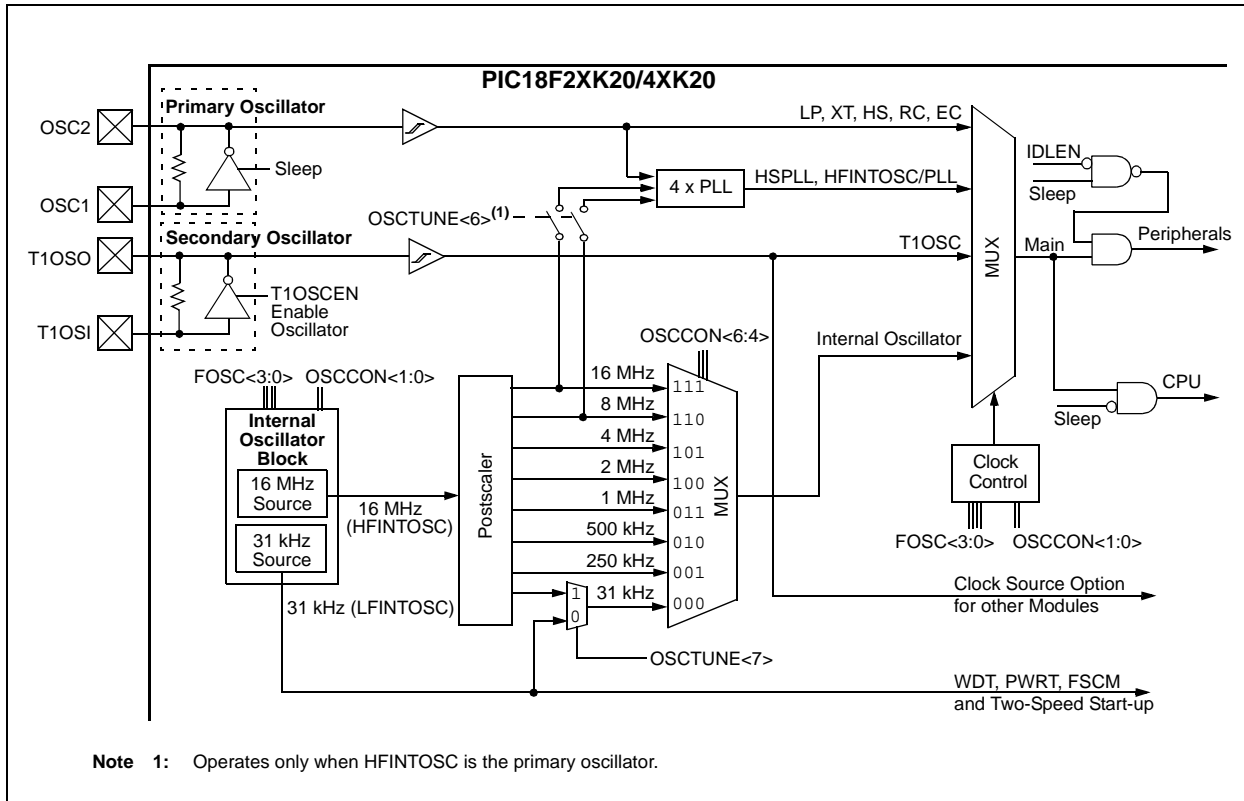 PIC18F2XK20/4XK20
Primary Oscillator
OSC2
Sleep
OSC1
LP, XT, HS, RC, EC
4 x PLL
HSPLL, HFINTOSC/PLL
OSCTUNE<6>(1)
Secondary Oscillator
T1OSO
T1OSCEN
Enable
Oscillator
T1OSI
T1OSC
MUX
Main
IDLEN
Sleep
Peripherals
CPU
Sleep
Internal Oscillator
OSCCON<6:4>
FOSC<3:0>
OSCCON<1:0>
Internal
Oscillator
Block
16 MHz
Source
31 kHz
Source
16 MHz
(HFINTOSC)
31 kHz (LFINTOSC)
Postscaler
16 MHz
111
8 MHz
110
4 MHz
101
2 MHz
100
1 MHz
011
500 kHz
010
250 kHz
001
31 kHz
000
1
0
MUX
OSCTUNE<7>
Clock
Control
FOSC<3:0>
OSCCON<1:0>
Clock Source Option
for other Modules
WDT, PWRT, FSCM
and Two-Speed Start-up
Note 1: Operates only when HFINTOSC is the primary oscillator.